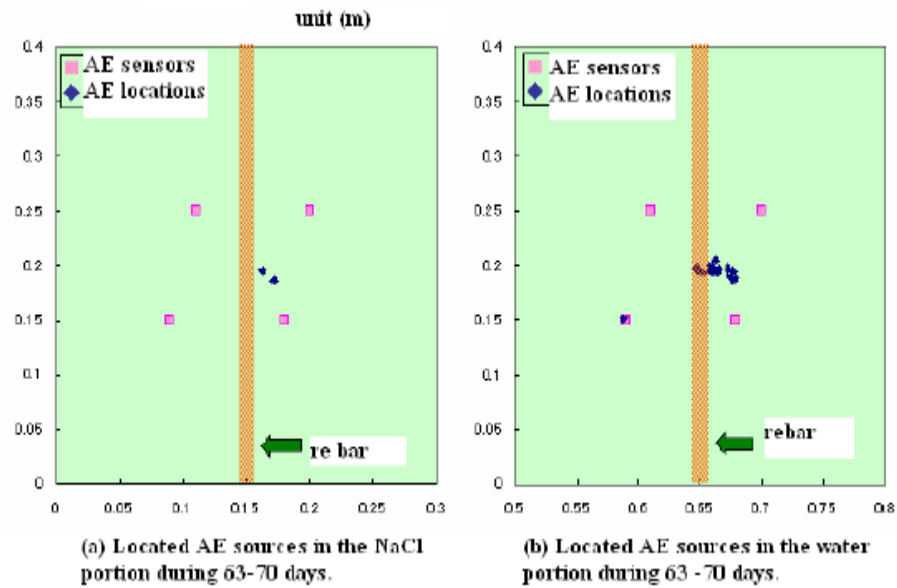 unit (m)
0.4
0.35
0.3
0.25
0.2
0.15
0.1
0.05
0
0
0.05
0.1
0.15
0.2
0.25
0.3
AE sensors
AE locations
re bar
(a) Located AE sources in the NaCl
portion during 63-70 days.
0.4
0.35
0.3
0.25
0.2
0.15
0.1
0.05
0
0.5
0.55
0.6
0.65
0.7
0.75
0.8
AE sensors
AE locations
rebar
(b) Located AE sources in the water
portion during 63 -70 days.